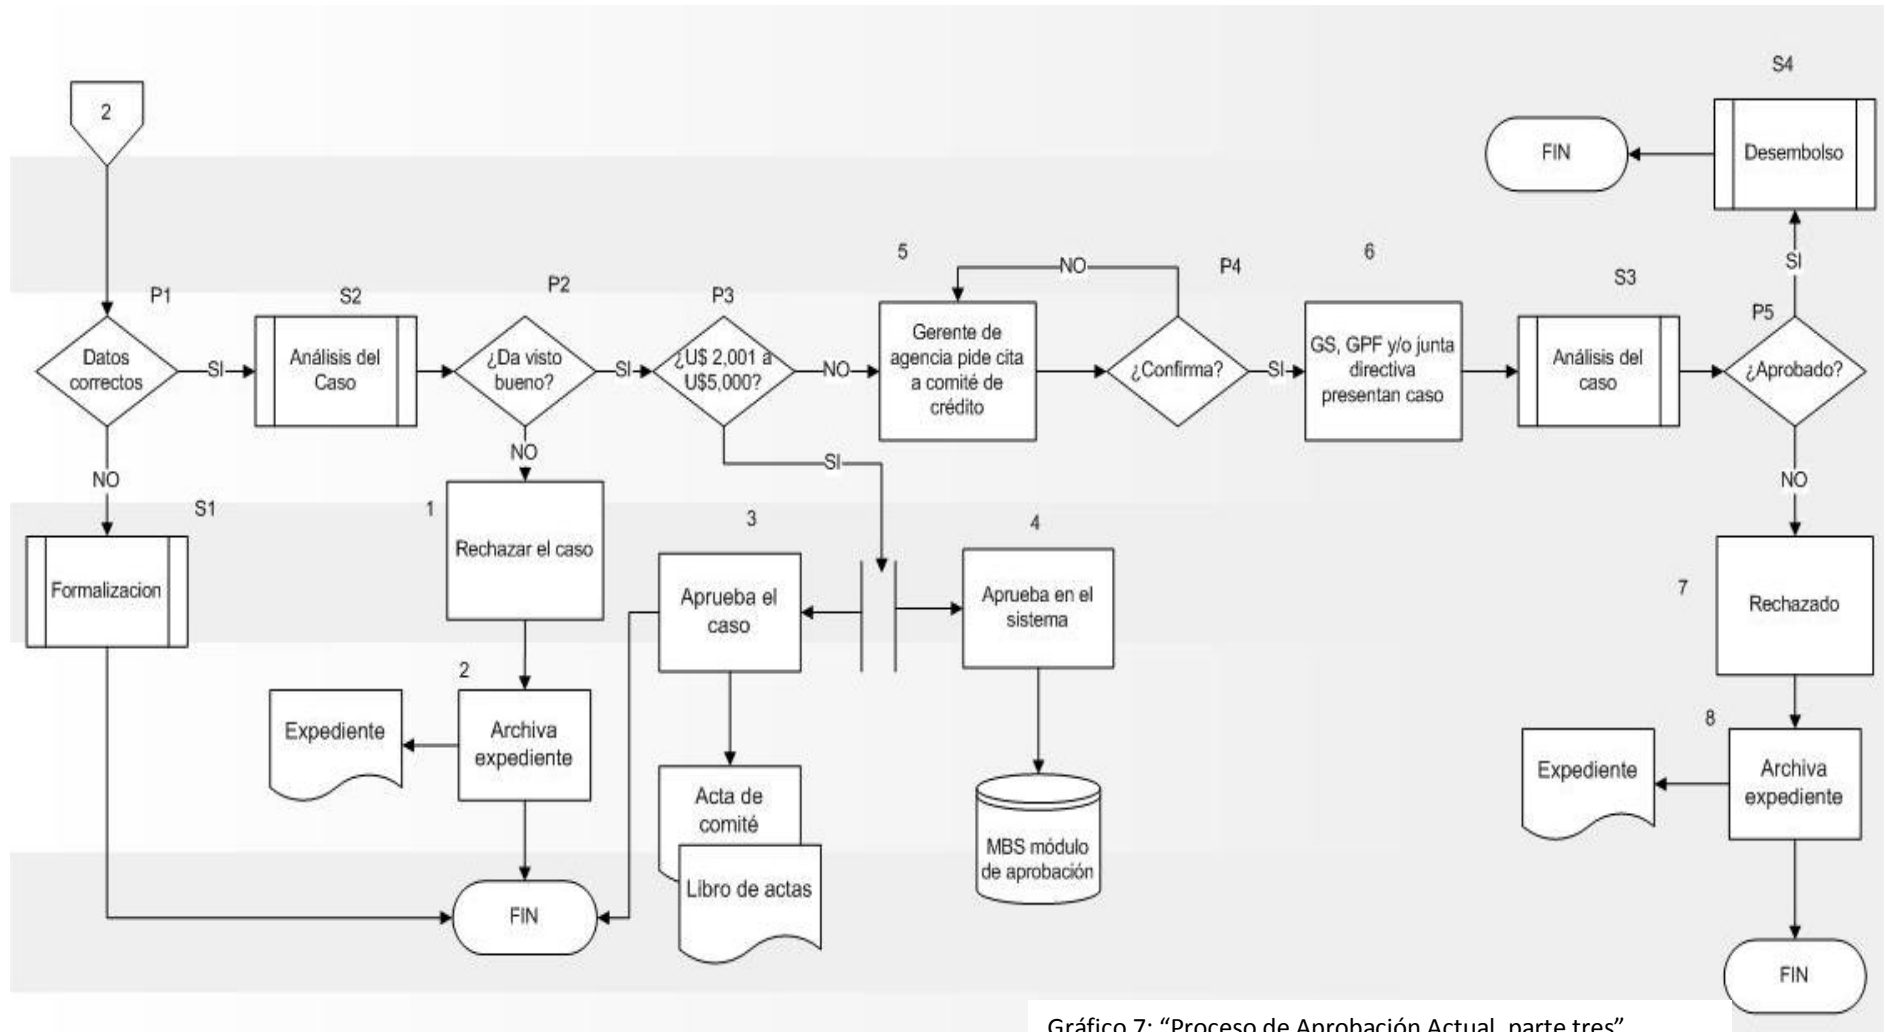 2
S4
FIN
Desembolso
SI
P1
S2
P2
P3
5
NO
P4
6
S3
P5
Datos
correctos
SI
Análisis del
Caso
¿Da visto
bueno?
SI
¿U$ 2,001 a
U$5,000?
NO
Gerente de
agencia pide cita
a comité de
crédito
¿Confirma?
SI
GS, GPF y/o junta
directiva
presentan caso
Análisis del
caso
¿Aprobado?
NO
NO
SI
NO
S1
1
3
4
Formalizacion
Rechazar el caso
Aprueba el
caso
Aprueba en el
sistema
7
Rechazado
2
Expediente
Archiva
expediente
8
Expediente
Archiva
expediente
Acta de
comité
Libro de actas
MBS módulo
de aprobación
FIN
FIN
Gráfico 7: “Proceso de Aprobación Actual, parte tres”